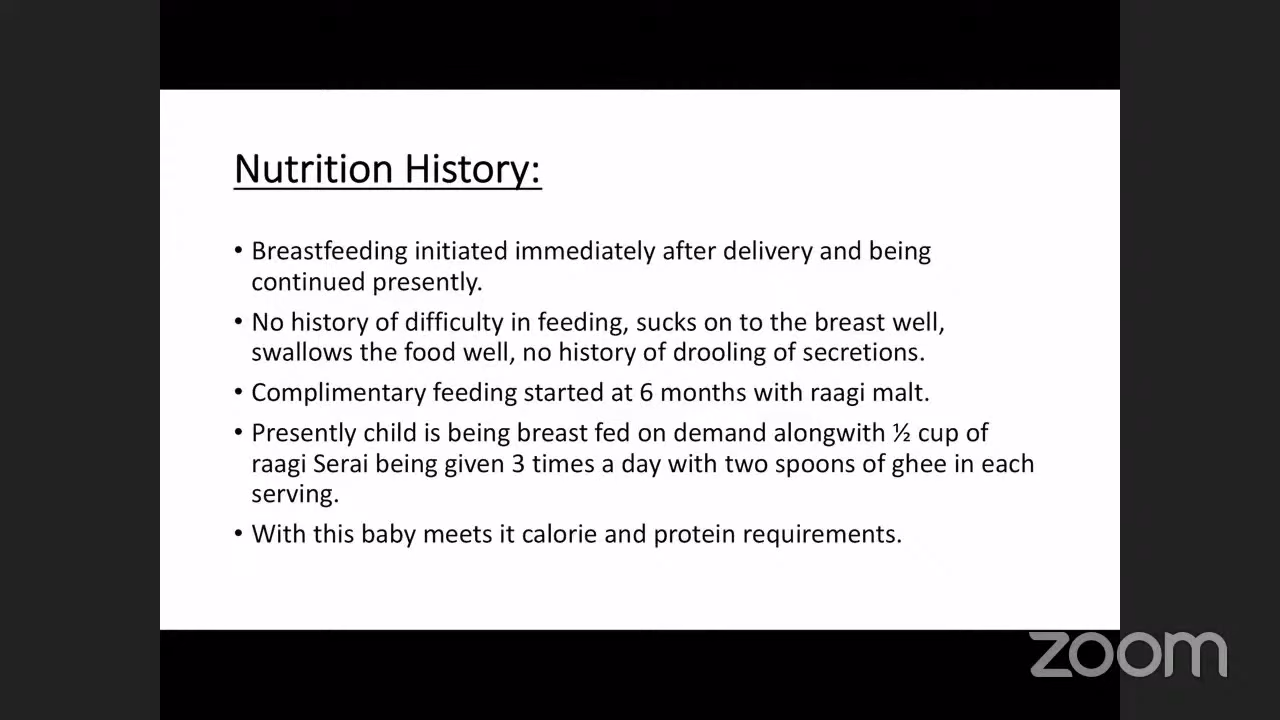 Nutrition History:
• Breastfeeding initiated immediately after delivery and being
continued presently.
• No history of difficulty in feeding, sucks on to the breast well,
swallows the food well, no history of drooling of secretions.
• Complimentary feeding started at 6 months with raagi malt.
• Presently child is being breast fed on demand alongwith ½ cup of
raagi Serai being given 3 times a day with two spoons of ghee in each
serving.
• With this baby meets it calorie and protein requirements.
zoom